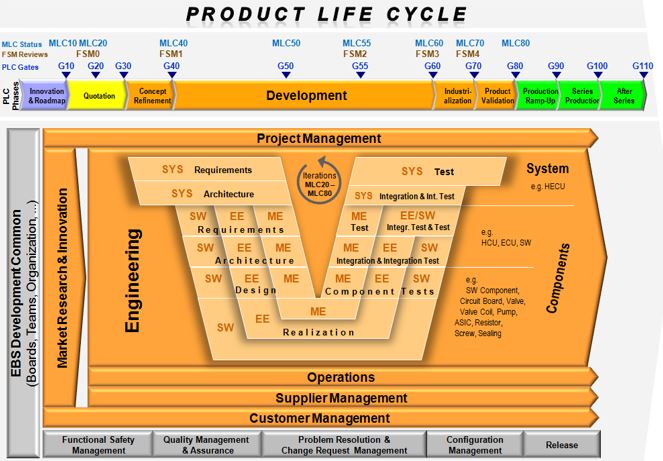 PRODUCT LIFE CYCLE
MLC Status MLC10 MLC20 MLC40 MLC50 MLC55 MLC60 MLC70 MLC80
FSM Reviews FSM0 FSM1 FSM2 FSM3 FSM4
PLC Gates G10 G20 G30 G40 G50 G55 G60 G70 G80 G90 G100 G110
PLC Phases
Innovation & Roadmap
Quotation
Concept Refinement
Development
Industri-alization
Product Validation
Production Ramp-Up
Series Production
After Series
EBS Development Common
(Boards, Teams, Organization, ...)
Market Research & Innovation
Project Management
Engineering
SYS Requirements
SYS Architecture
Iterations
MLC20 –
MLC80
SYS Test
SYS Integration & Int. Test
System
e.g. HECU
SW EE ME
Requirements
ME EE/SW
Test Integr. Test & Test
e.g.
HCU, ECU, SW
SW EE ME
Architecture
ME EE SW
Integration & Integration Test
Components
SW EE ME
Design
ME EE SW
Component Tests
e.g.
SW Component,
Circuit Board, Valve,
Valve Coil, Pump,
ASIC, Resistor,
Screw, Sealing
SW EE ME
Realization
Operations
Supplier Management
Customer Management
Functional Safety
Management
Quality Management
& Assurance
Problem Resolution &
Change Request Management
Configuration
Management
Release